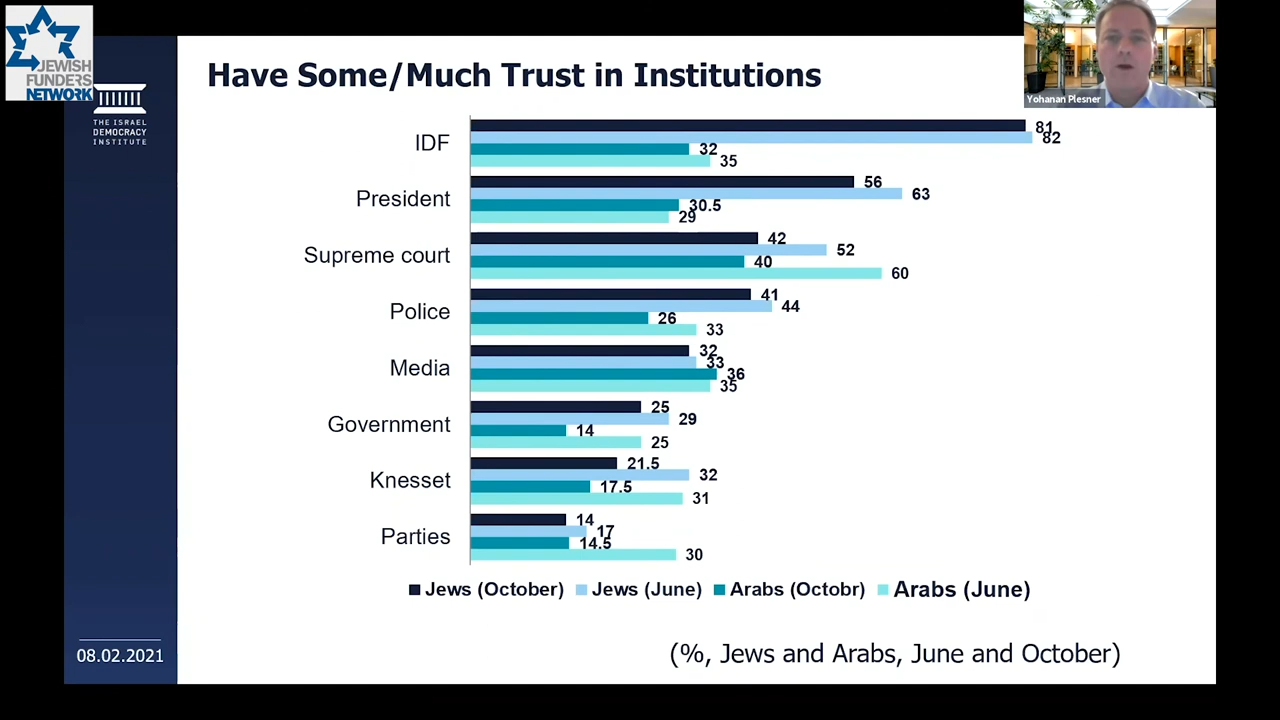 JEWISH
FUNDERS
NETWORK
THE ISRAEL
DEMOCRACY
INSTITUTE
Have Some/Much Trust in Institutions
Yohanan Plesner
IDF
81
82
32
35
President
56
63
30.5
29
Supreme court
42
52
40
60
Police
41
44
26
33
Media
32
33
36
35
Government
25
29
14
25
Knesset
21.5
32
17.5
31
Parties
14
17
14.5
30
Jews (October) Jews (June) Arabs (Octobr) Arabs (June)
08.02.2021
(%, Jews and Arabs, June and October)